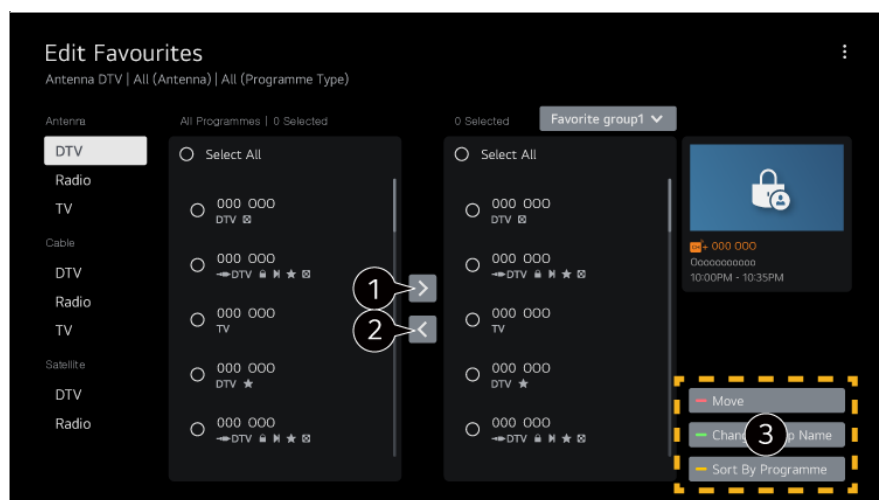 Edit Favourites
Antenna DTV | All (Antenna) | All (Programme Type)
Antenna
DTV
Radio
TV
Cable
DTV
Radio
TV
Satellite
DTV
Radio
All Programmes | 0 Selected
Select All
000 000
DTV
000 000
DTV
000 000
TV
000 000
DTV
000 000
DTV
1
2
0 Selected
Favorite group1
Select All
000 000
DTV
000 000
DTV
000 000
TV
000 000
DTV
000 000
DTV
000 000
Ooooooooooo
10:00PM - 10:35PM
Move
3
Name
Sort By Programme